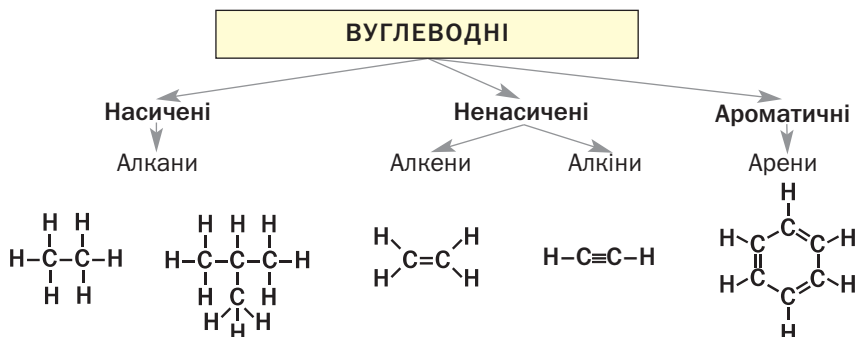 ВУГЛЕВОДНІ
Насичені Ненасичені Ароматичні
Алкани Алкени Алкіни Арени
H
H H H H H H H H
H–C–C–H H–C–C–C–H C=C H–C≡C–H H C C H
H H H H H H C C
C H C C H
H H H C
H